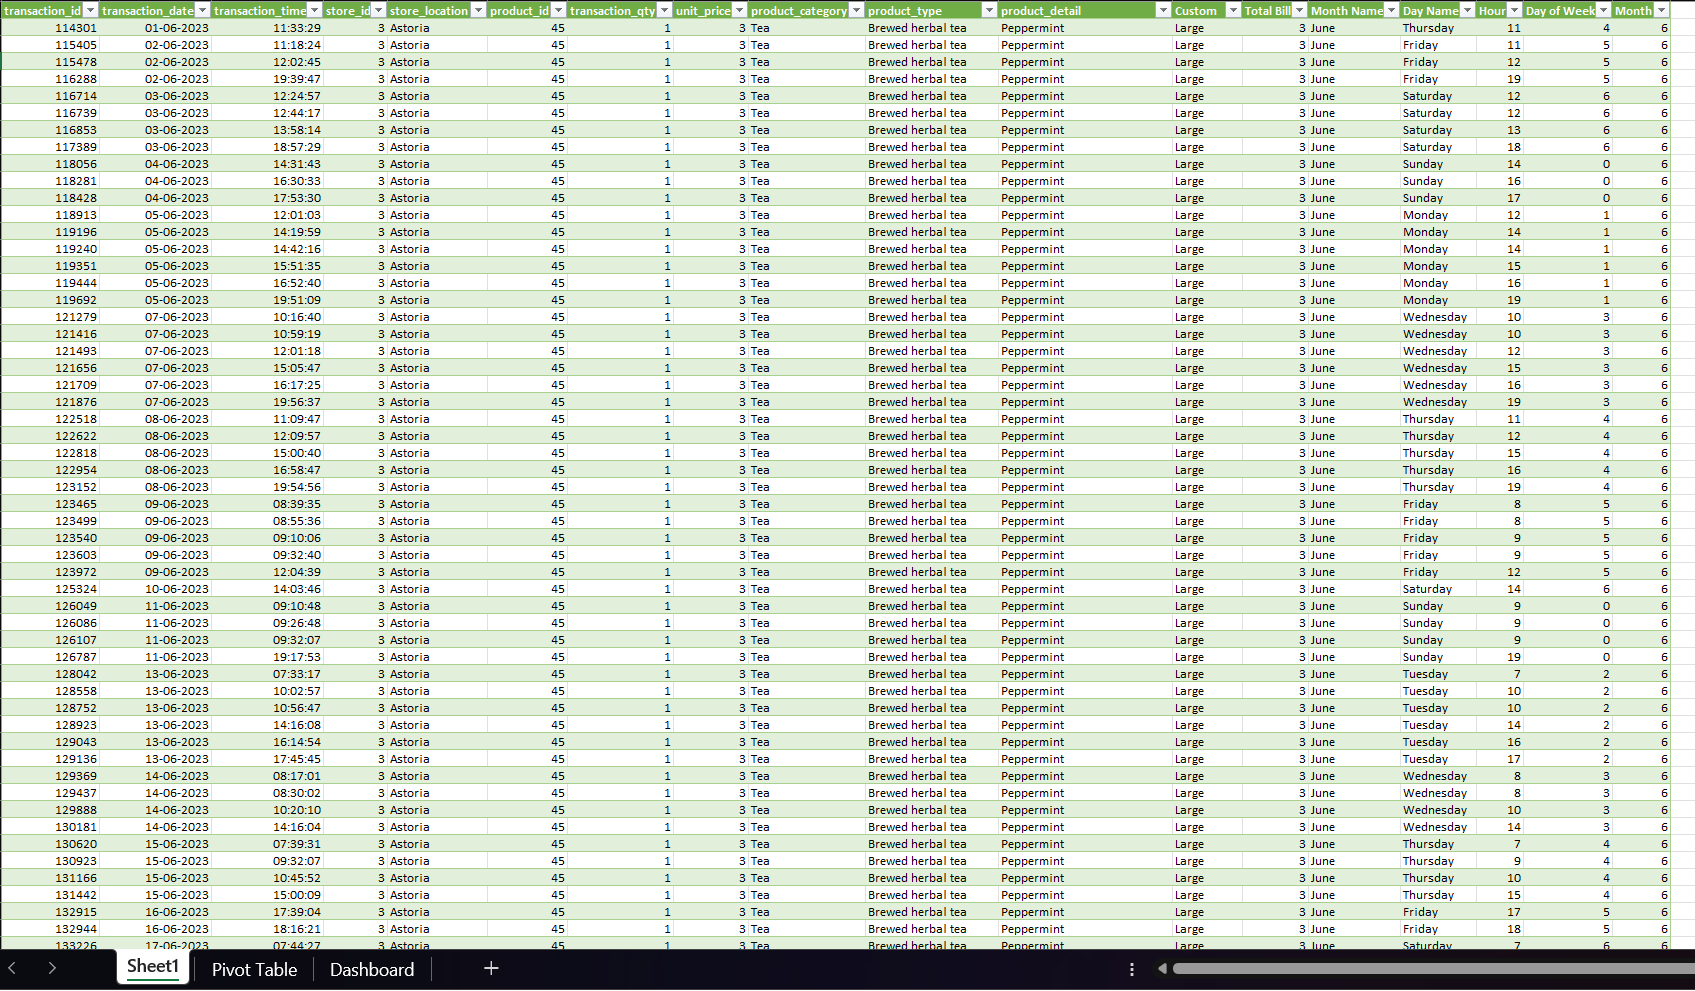 transaction_id transaction_date transaction_time store_id store_location product_id transaction_qty unit_price product_category product_type product_detail Custom Total Bill Month Name Day Name Hour Day of Week Month
114301 01-06-2023 11:33:29 3 Astoria 45 1 3 Tea Brewed herbal tea Peppermint Large 3 June Thursday 11 4 6
115405 02-06-2023 11:18:24 3 Astoria 45 1 3 Tea Brewed herbal tea Peppermint Large 3 June Friday 11 5 6
115478 02-06-2023 12:02:45 3 Astoria 45 1 3 Tea Brewed herbal tea Peppermint Large 3 June Friday 12 5 6
116288 02-06-2023 19:39:47 3 Astoria 45 1 3 Tea Brewed herbal tea Peppermint Large 3 June Friday 19 5 6
116714 03-06-2023 12:24:57 3 Astoria 45 1 3 Tea Brewed herbal tea Peppermint Large 3 June Saturday 12 6 6
116739 03-06-2023 12:44:17 3 Astoria 45 1 3 Tea Brewed herbal tea Peppermint Large 3 June Saturday 12 6 6
116853 03-06-2023 13:58:14 3 Astoria 45 1 3 Tea Brewed herbal tea Peppermint Large 3 June Saturday 13 6 6
117389 03-06-2023 18:57:29 3 Astoria 45 1 3 Tea Brewed herbal tea Peppermint Large 3 June Saturday 18 6 6
118056 04-06-2023 14:31:43 3 Astoria 45 1 3 Tea Brewed herbal tea Peppermint Large 3 June Sunday 14 0 6
118281 04-06-2023 16:30:33 3 Astoria 45 1 3 Tea Brewed herbal tea Peppermint Large 3 June Sunday 16 0 6
118428 04-06-2023 17:53:30 3 Astoria 45 1 3 Tea Brewed herbal tea Peppermint Large 3 June Sunday 17 0 6
118913 05-06-2023 12:01:03 3 Astoria 45 1 3 Tea Brewed herbal tea Peppermint Large 3 June Monday 12 1 6
119196 05-06-2023 14:19:59 3 Astoria 45 1 3 Tea Brewed herbal tea Peppermint Large 3 June Monday 14 1 6
119240 05-06-2023 14:42:16 3 Astoria 45 1 3 Tea Brewed herbal tea Peppermint Large 3 June Monday 14 1 6
119351 05-06-2023 15:51:35 3 Astoria 45 1 3 Tea Brewed herbal tea Peppermint Large 3 June Monday 15 1 6
119444 05-06-2023 16:52:40 3 Astoria 45 1 3 Tea Brewed herbal tea Peppermint Large 3 June Monday 16 1 6
119692 05-06-2023 19:51:09 3 Astoria 45 1 3 Tea Brewed herbal tea Peppermint Large 3 June Monday 19 1 6
121279 07-06-2023 10:16:40 3 Astoria 45 1 3 Tea Brewed herbal tea Peppermint Large 3 June Wednesday 10 3 6
121416 07-06-2023 10:59:19 3 Astoria 45 1 3 Tea Brewed herbal tea Peppermint Large 3 June Wednesday 10 3 6
121493 07-06-2023 12:01:18 3 Astoria 45 1 3 Tea Brewed herbal tea Peppermint Large 3 June Wednesday 12 3 6
121656 07-06-2023 15:05:47 3 Astoria 45 1 3 Tea Brewed herbal tea Peppermint Large 3 June Wednesday 15 3 6
121709 07-06-2023 16:17:25 3 Astoria 45 1 3 Tea Brewed herbal tea Peppermint Large 3 June Wednesday 16 3 6
121876 07-06-2023 19:56:37 3 Astoria 45 1 3 Tea Brewed herbal tea Peppermint Large 3 June Wednesday 19 3 6
122518 08-06-2023 11:09:47 3 Astoria 45 1 3 Tea Brewed herbal tea Peppermint Large 3 June Thursday 11 4 6
122622 08-06-2023 12:09:57 3 Astoria 45 1 3 Tea Brewed herbal tea Peppermint Large 3 June Thursday 12 4 6
122818 08-06-2023 15:00:40 3 Astoria 45 1 3 Tea Brewed herbal tea Peppermint Large 3 June Thursday 15 4 6
122954 08-06-2023 16:58:47 3 Astoria 45 1 3 Tea Brewed herbal tea Peppermint Large 3 June Thursday 16 4 6
123152 08-06-2023 19:54:56 3 Astoria 45 1 3 Tea Brewed herbal tea Peppermint Large 3 June Thursday 19 4 6
123465 09-06-2023 08:39:35 3 Astoria 45 1 3 Tea Brewed herbal tea Peppermint Large 3 June Friday 8 5 6
123499 09-06-2023 08:55:36 3 Astoria 45 1 3 Tea Brewed herbal tea Peppermint Large 3 June Friday 8 5 6
123540 09-06-2023 09:10:06 3 Astoria 45 1 3 Tea Brewed herbal tea Peppermint Large 3 June Friday 9 5 6
123603 09-06-2023 09:32:40 3 Astoria 45 1 3 Tea Brewed herbal tea Peppermint Large 3 June Friday 9 5 6
123972 09-06-2023 12:04:39 3 Astoria 45 1 3 Tea Brewed herbal tea Peppermint Large 3 June Friday 12 5 6
125324 10-06-2023 14:03:46 3 Astoria 45 1 3 Tea Brewed herbal tea Peppermint Large 3 June Saturday 14 6 6
126049 11-06-2023 09:10:48 3 Astoria 45 1 3 Tea Brewed herbal tea Peppermint Large 3 June Sunday 9 0 6
126086 11-06-2023 09:26:48 3 Astoria 45 1 3 Tea Brewed herbal tea Peppermint Large 3 June Sunday 9 0 6
126107 11-06-2023 09:32:07 3 Astoria 45 1 3 Tea Brewed herbal tea Peppermint Large 3 June Sunday 9 0 6
126787 11-06-2023 19:17:53 3 Astoria 45 1 3 Tea Brewed herbal tea Peppermint Large 3 June Sunday 19 0 6
128042 13-06-2023 07:33:17 3 Astoria 45 1 3 Tea Brewed herbal tea Peppermint Large 3 June Tuesday 7 2 6
128558 13-06-2023 10:02:57 3 Astoria 45 1 3 Tea Brewed herbal tea Peppermint Large 3 June Tuesday 10 2 6
128752 13-06-2023 10:56:47 3 Astoria 45 1 3 Tea Brewed herbal tea Peppermint Large 3 June Tuesday 10 2 6
128923 13-06-2023 14:16:08 3 Astoria 45 1 3 Tea Brewed herbal tea Peppermint Large 3 June Tuesday 14 2 6
129043 13-06-2023 16:14:54 3 Astoria 45 1 3 Tea Brewed herbal tea Peppermint Large 3 June Tuesday 16 2 6
129136 13-06-2023 17:45:45 3 Astoria 45 1 3 Tea Brewed herbal tea Peppermint Large 3 June Tuesday 17 2 6
129369 14-06-2023 08:17:01 3 Astoria 45 1 3 Tea Brewed herbal tea Peppermint Large 3 June Wednesday 8 3 6
129437 14-06-2023 08:30:02 3 Astoria 45 1 3 Tea Brewed herbal tea Peppermint Large 3 June Wednesday 8 3 6
129888 14-06-2023 10:20:10 3 Astoria 45 1 3 Tea Brewed herbal tea Peppermint Large 3 June Wednesday 10 3 6
130181 14-06-2023 14:16:04 3 Astoria 45 1 3 Tea Brewed herbal tea Peppermint Large 3 June Wednesday 14 3 6
130620 15-06-2023 07:39:31 3 Astoria 45 1 3 Tea Brewed herbal tea Peppermint Large 3 June Thursday 7 4 6
130923 15-06-2023 09:32:07 3 Astoria 45 1 3 Tea Brewed herbal tea Peppermint Large 3 June Thursday 9 4 6
131166 15-06-2023 10:45:52 3 Astoria 45 1 3 Tea Brewed herbal tea Peppermint Large 3 June Thursday 10 4 6
131442 15-06-2023 15:00:09 3 Astoria 45 1 3 Tea Brewed herbal tea Peppermint Large 3 June Thursday 15 4 6
132915 16-06-2023 17:39:04 3 Astoria 45 1 3 Tea Brewed herbal tea Peppermint Large 3 June Friday 17 5 6
132944 16-06-2023 18:16:21 3 Astoria 45 1 3 Tea Brewed herbal tea Peppermint Large 3 June Friday 18 5 6
133226 17-06-2023 07:44:27 3 Astoria 45 1 3 Tea Brewed herbal tea Peppermint Large 3 June Saturday 7 6 6
Sheet1 Pivot Table Dashboard